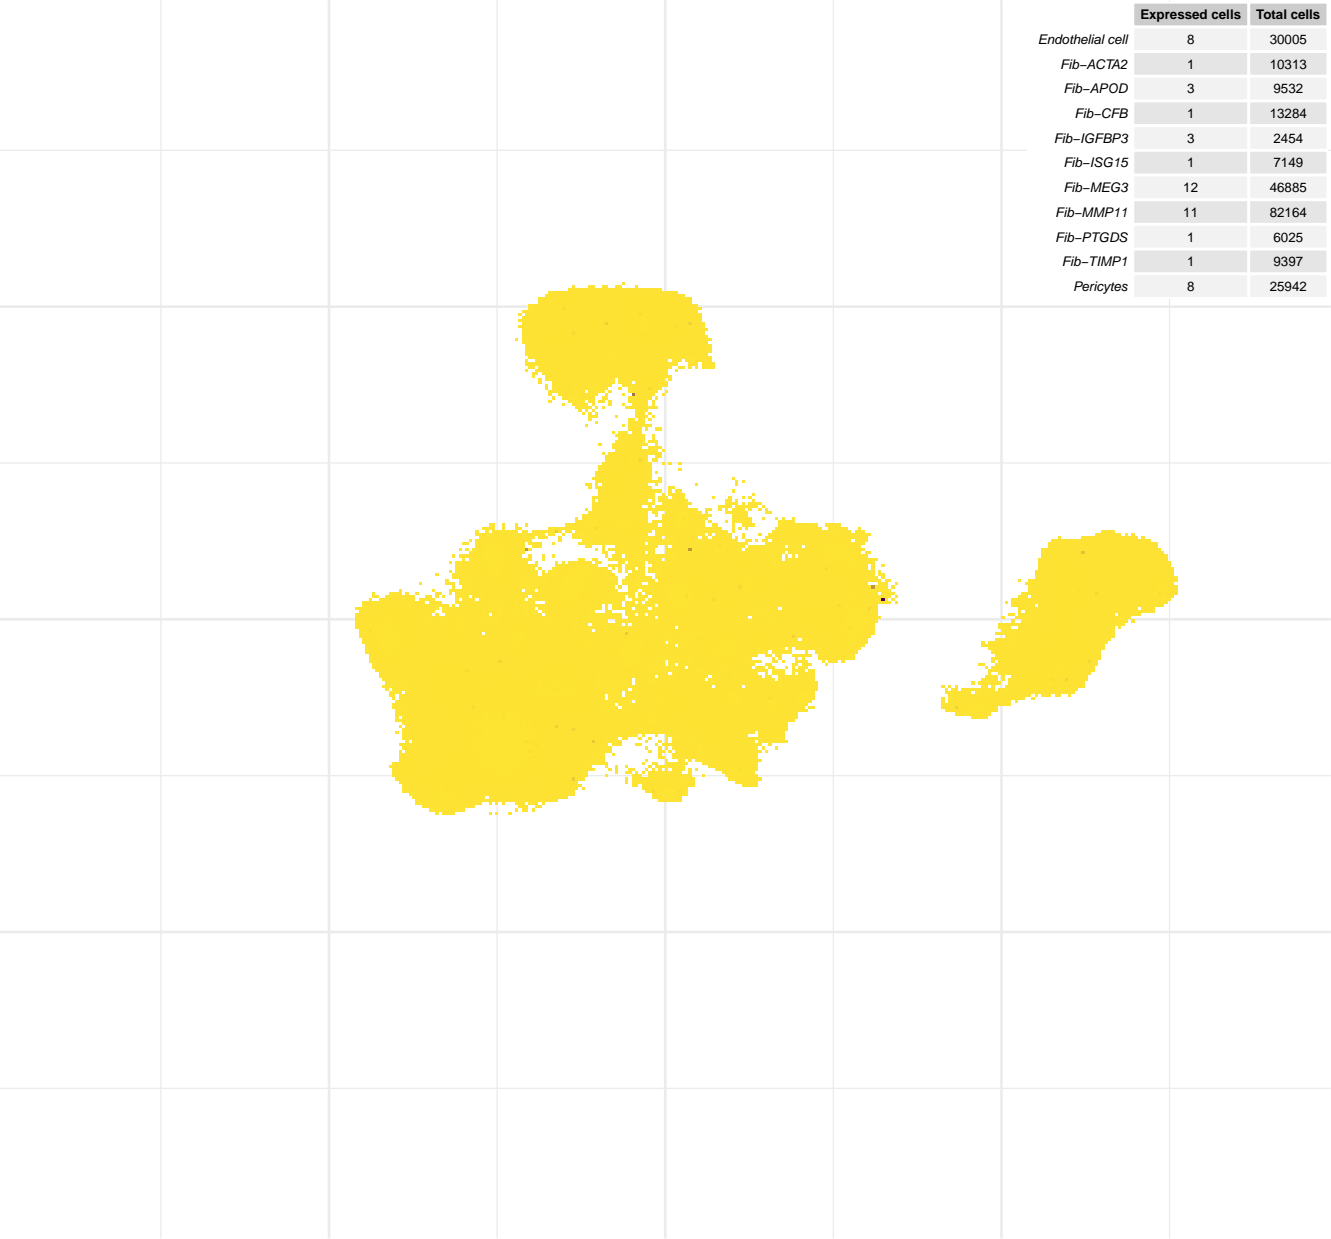 Expressed cells Total cells
Endothelial cell 8 30005
Fib−ACTA2 1 10313
Fib−APOD 3 9532
Fib−CFB 1 13284
Fib−IGFBP3 3 2454
Fib−ISG15 1 7149
Fib−MEG3 12 46885
Fib−MMP11 11 82164
Fib−PTGDS 1 6025
Fib−TIMP1 1 9397
Pericytes 8 25942